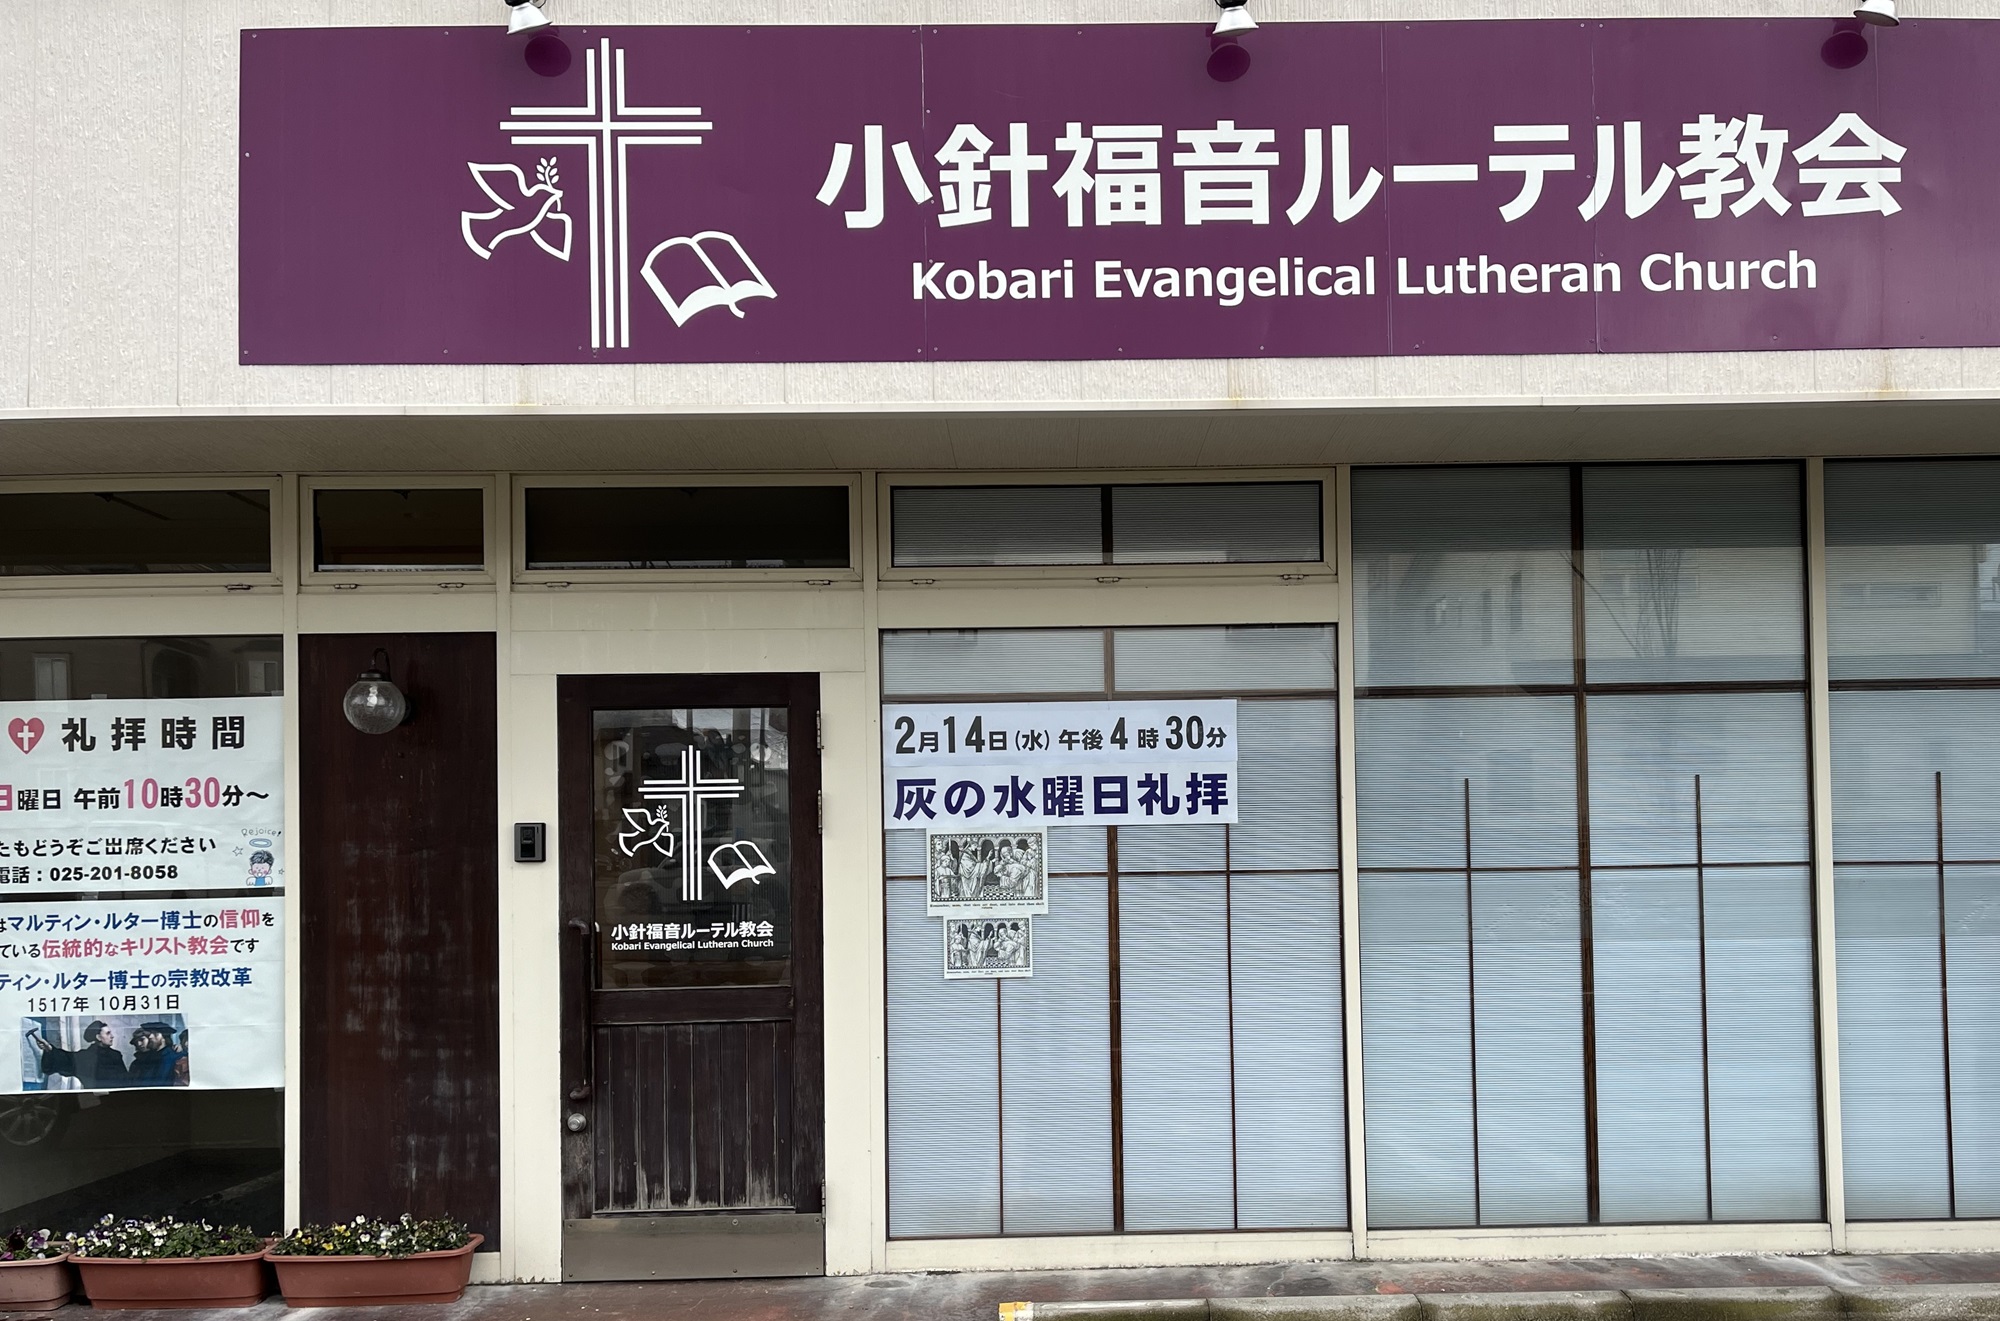 小針福音ルーテル教会
Kobari Evangelical Lutheran Church
礼拝時間
日曜日 午前10時30分～
たもどうぞご出席ください
電話：025-201-8058
Rejoice!
はマルティン・ルター博士の信仰を
ている伝統的なキリスト教会です
ティン・ルター博士の宗教改革
1517年 10月31日
小針福音ルーテル教会
Kobari Evangelical Lutheran Church
2月14日（水）午後4時30分
灰の水曜日礼拝